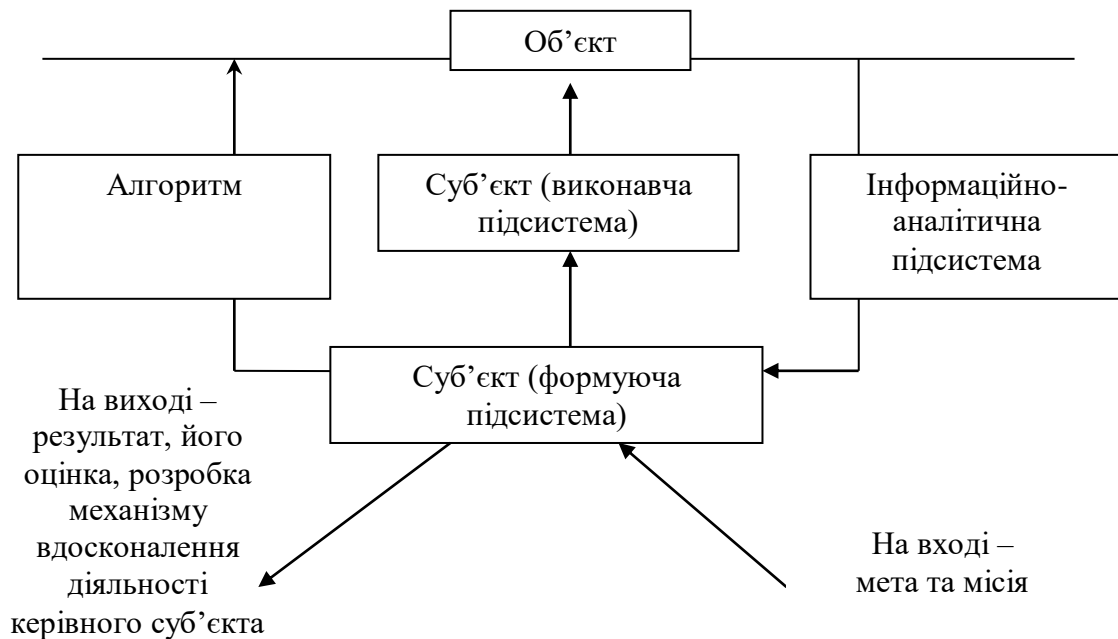 Об’єкт
Алгоритм
Суб’єкт (виконавча
підсистема)
Інформаційно-
аналітична
підсистема
Суб’єкт (формуюча
підсистема)
На виході –
результат, його
оцінка, розробка
механізму
вдосконалення
діяльності
керівного суб’єкта
На вході –
мета та місія